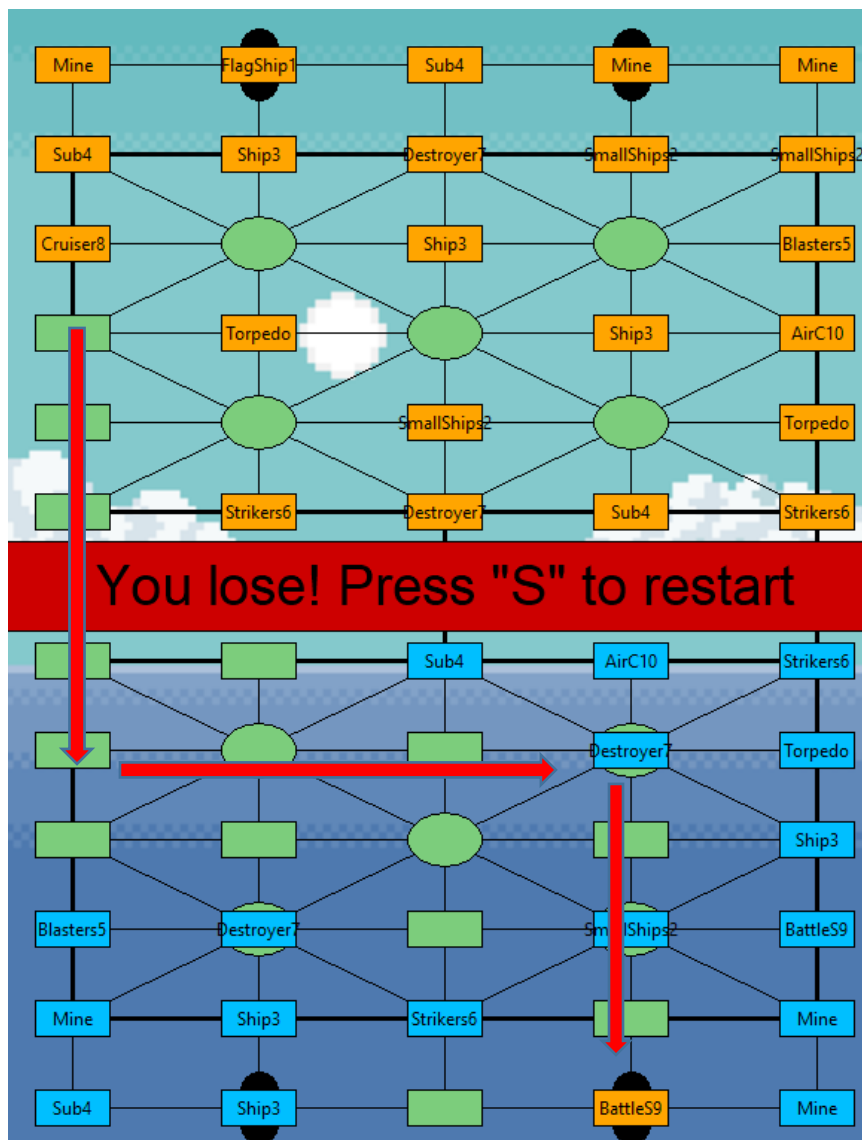 Mine FlagShip1 Sub4 Mine Mine
Sub4 Ship3 Destroyer7 SmallShips2 SmallShips2
Cruiser8 Ship3 Blasters5
Torpedo Ship3 AirC10
SmallShips2 Torpedo
Strikers6 Destroyer7 Sub4 Strikers6
You lose! Press "S" to restart
Sub4 AirC10 Strikers6
Destroyer7 Torpedo
Ship3
Blasters5 Destroyer7 SmallShips2 BattleS9
Mine Ship3 Strikers6 Mine
Sub4 Ship3 BattleS9 Mine